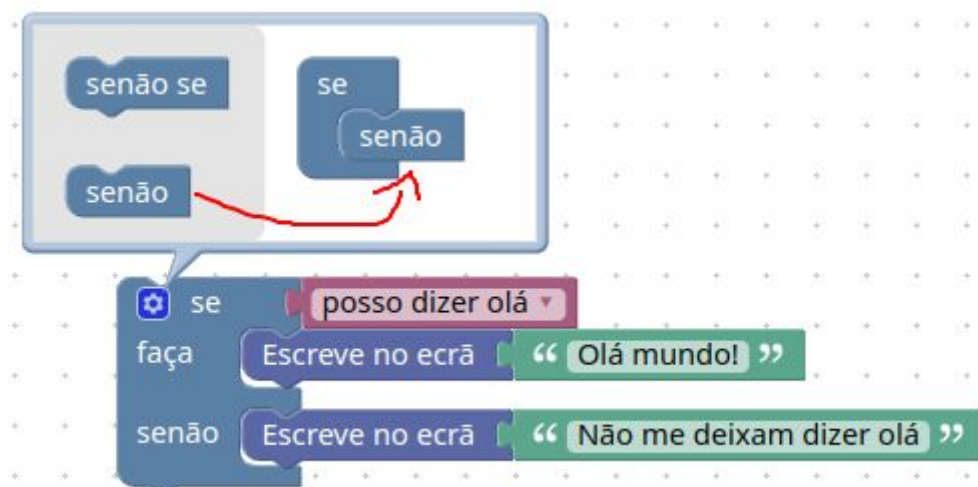 senão se
se
senão
senão
se posso dizer olá
faça Escreve no ecrã “ Olá mundo! ”
senão Escreve no ecrã “ Não me deixam dizer olá ”